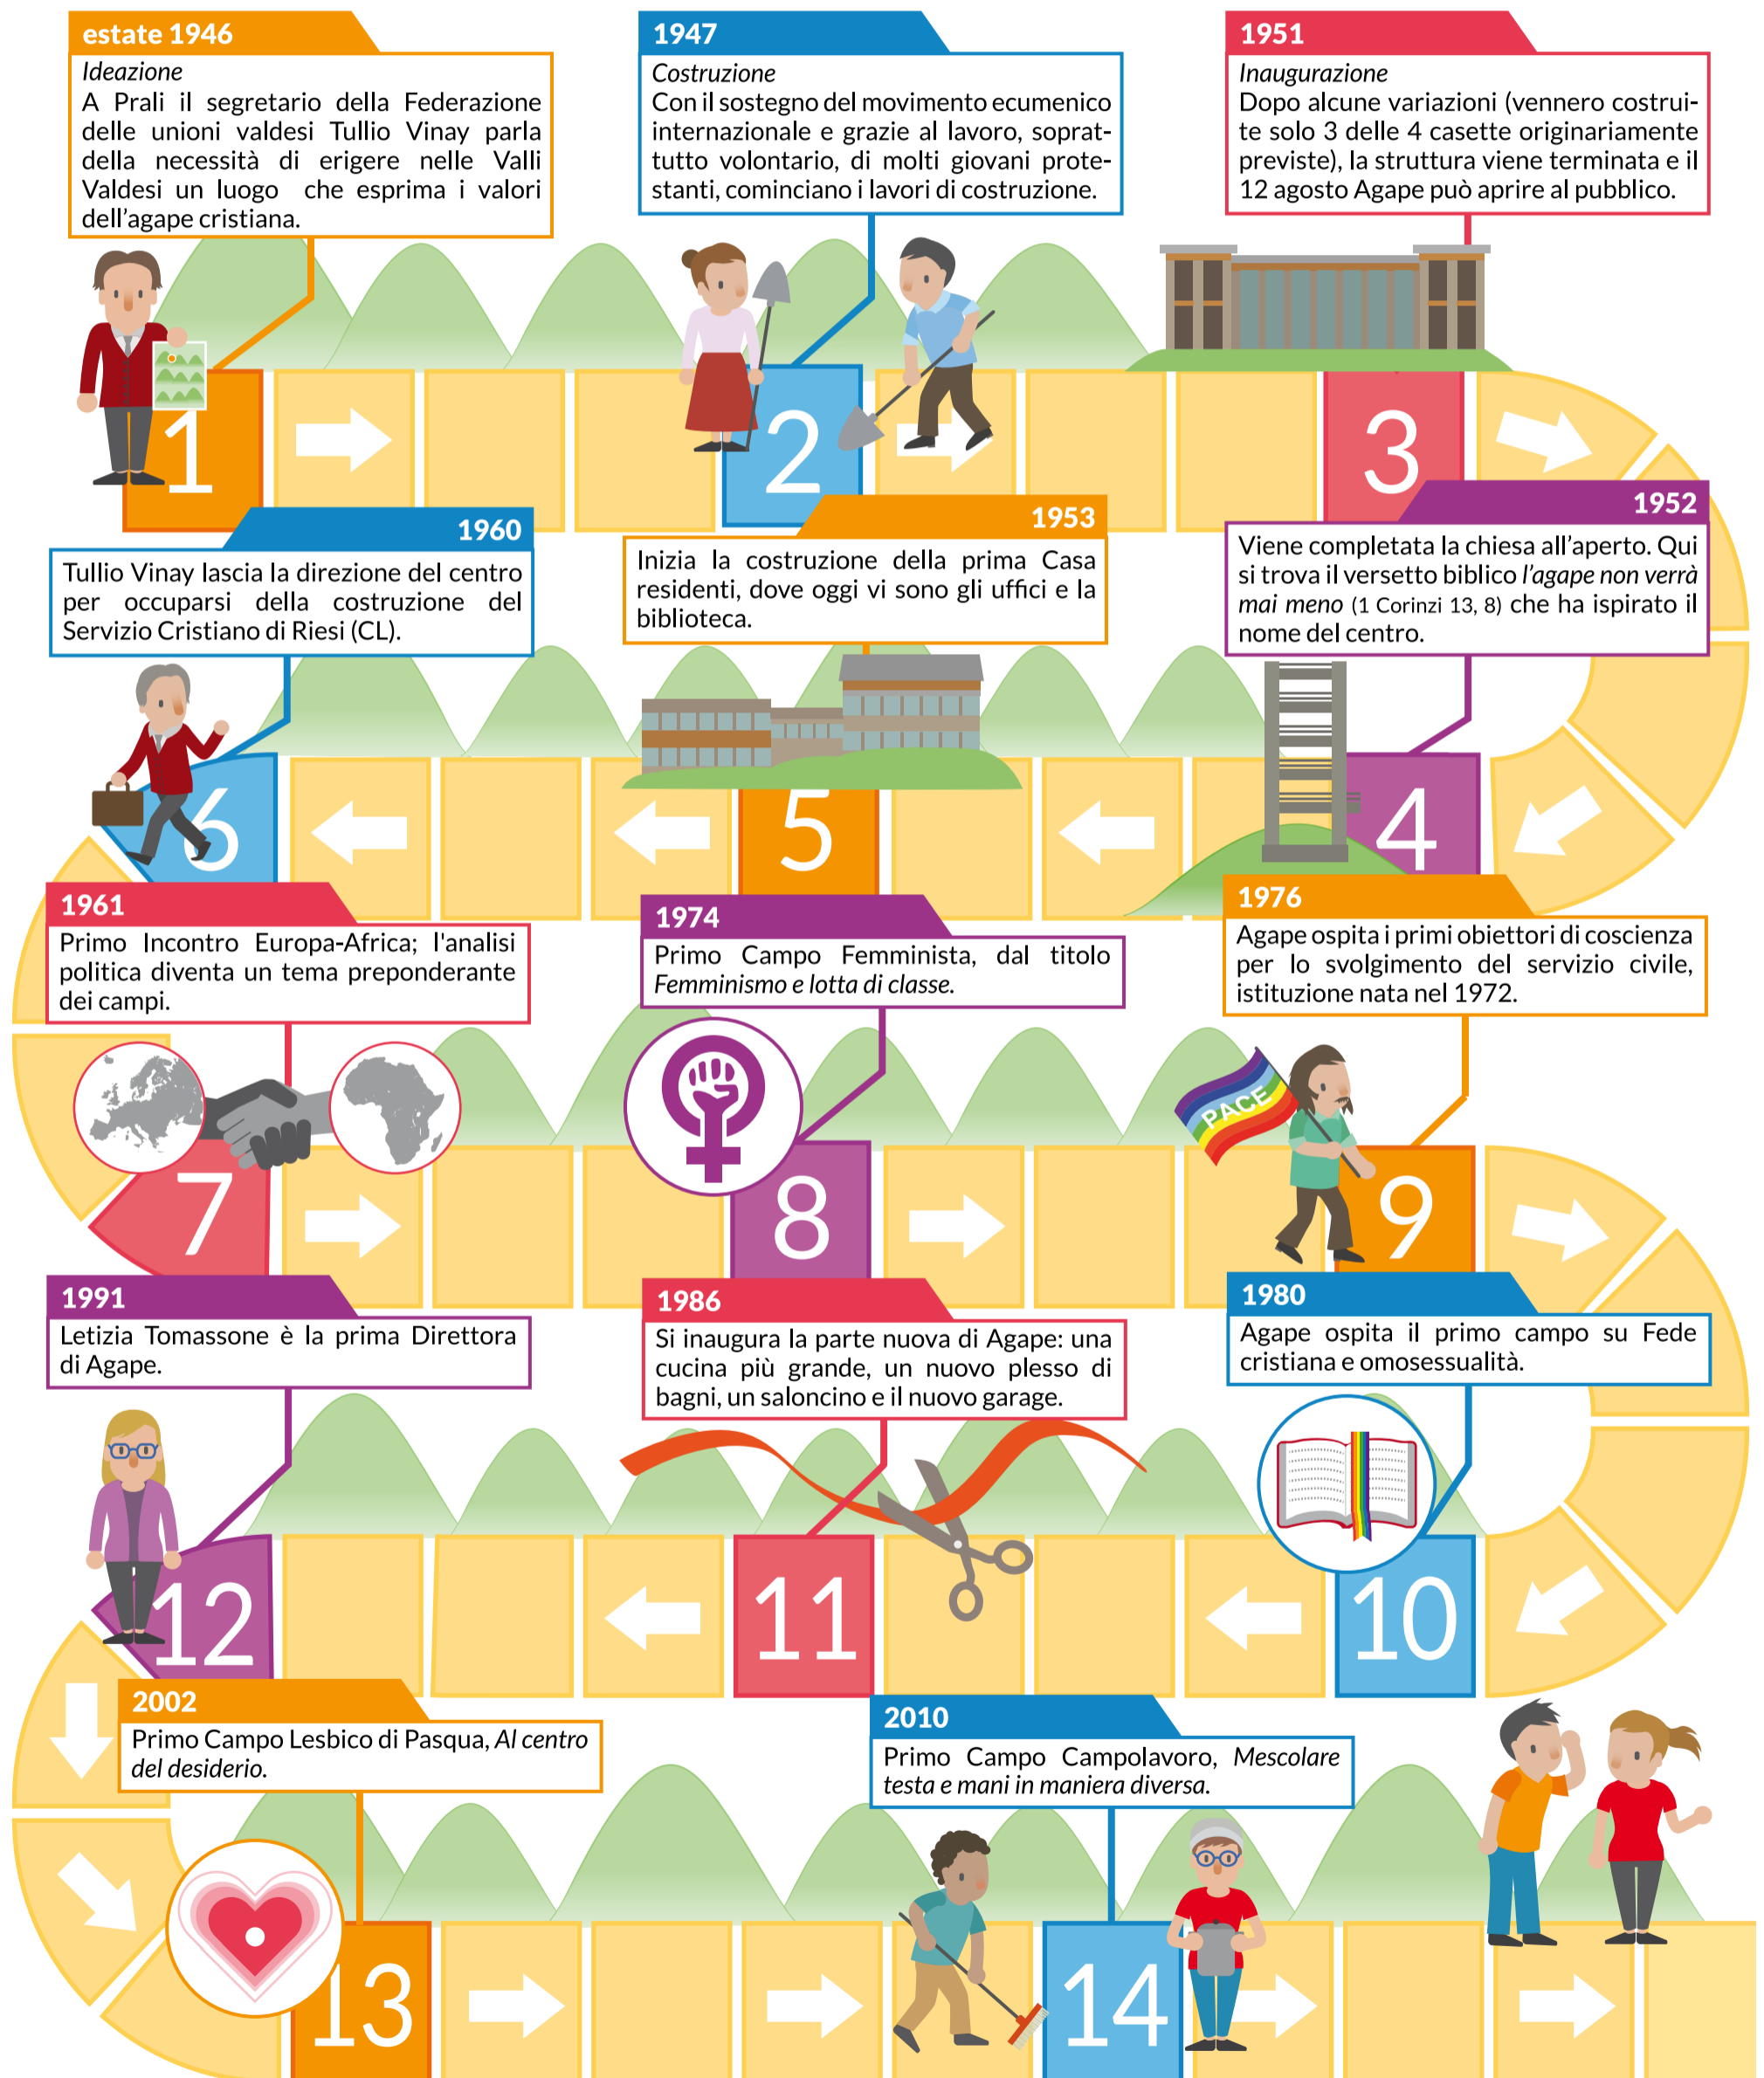 estate 1946
Ideazione
A Prali il segretario della Federazione
delle unioni valdesi Tullio Vinay parla
della necessità di erigere nelle Valli
Valdesi un luogo che esprima i valori
dell'agape cristiana.
1947
Costruzione
Con il sostegno del movimento ecumenico
internazionale e grazie al lavoro, soprat-
tutto volontario, di molti giovani prote-
stanti, cominciano i lavori di costruzione.
1951
Inaugurazione
Dopo alcune variazioni (vennero costrui-
te solo 3 delle 4 casette originariamente
previste), la struttura viene terminata e il
12 agosto Agape può aprire al pubblico.
1
2
3
1952
Viene completata la chiesa all'aperto. Qui
si trova il versetto biblico l'agape non verrà
mai meno (1 Corinzi 13, 8) che ha ispirato il
nome del centro.
1953
Inizia la costruzione della prima Casa
residenti, dove oggi vi sono gli uffici e la
biblioteca.
1960
Tullio Vinay lascia la direzione del centro
per occuparsi della costruzione del
Servizio Cristiano di Riesi (CL).
4
5
6
1961
Primo Incontro Europa-Africa; l'analisi
politica diventa un tema preponderante
dei campi.
1974
Primo Campo Femminista, dal titolo
Femminismo e lotta di classe.
1976
Agape ospita i primi obiettori di coscienza
per lo svolgimento del servizio civile,
istituzione nata nel 1972.
PACE
7
8
9
1980
Agape ospita il primo campo su Fede
cristiana e omosessualità.
1986
Si inaugura la parte nuova di Agape: una
cucina più grande, un nuovo plesso di
bagni, un saloncino e il nuovo garage.
1991
Letizia Tomassone è la prima Direttora
di Agape.
10
11
12
2002
Primo Campo Lesbico di Pasqua, Al centro
del desiderio.
2010
Primo Campo Campolavoro, Mescolare
testa e mani in maniera diversa.
13
14